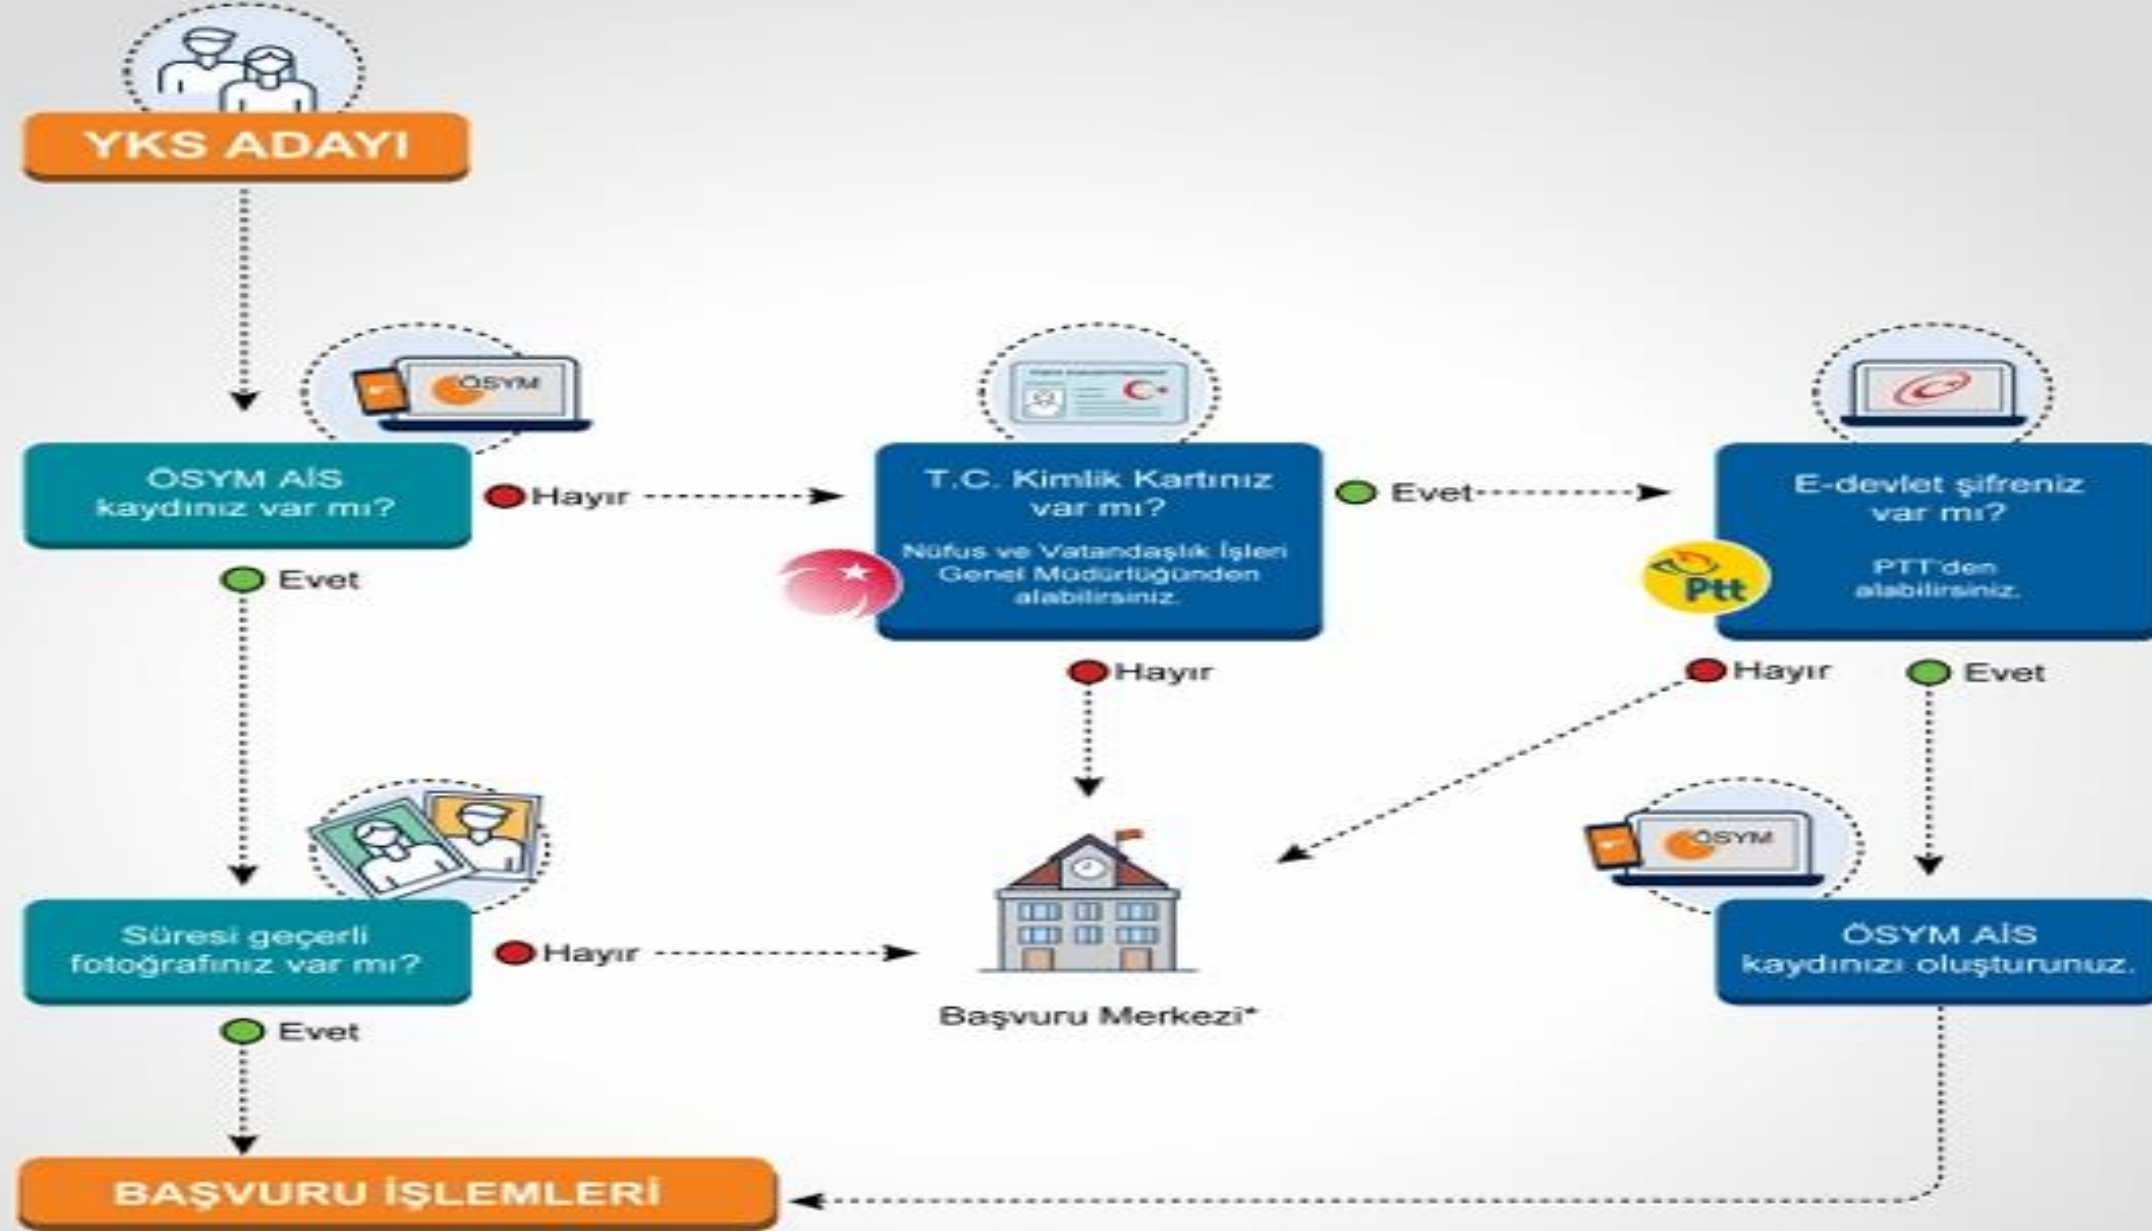 YKS ADAYI
ÖSYM
ÖSYM AİS
kaydınız var mı?
Hayır
T.C. Kimlik Kartınız
var mı?
Nüfus ve Vatandaşlık İşleri
Genel Müdürlüğünden
alabilirsiniz.
Evet
E-devlet şifreniz
var mı?
PTT'den
alabilirsiniz.
Ptt
Evet
Hayır
Hayır
Evet
ÖSYM
Süresi geçerli
fotoğrafınız var mı?
Hayır
Başvuru Merkezi*
ÖSYM AİS
kaydınızı oluşturunuz.
Evet
BAŞVURU İŞLEMLERİ